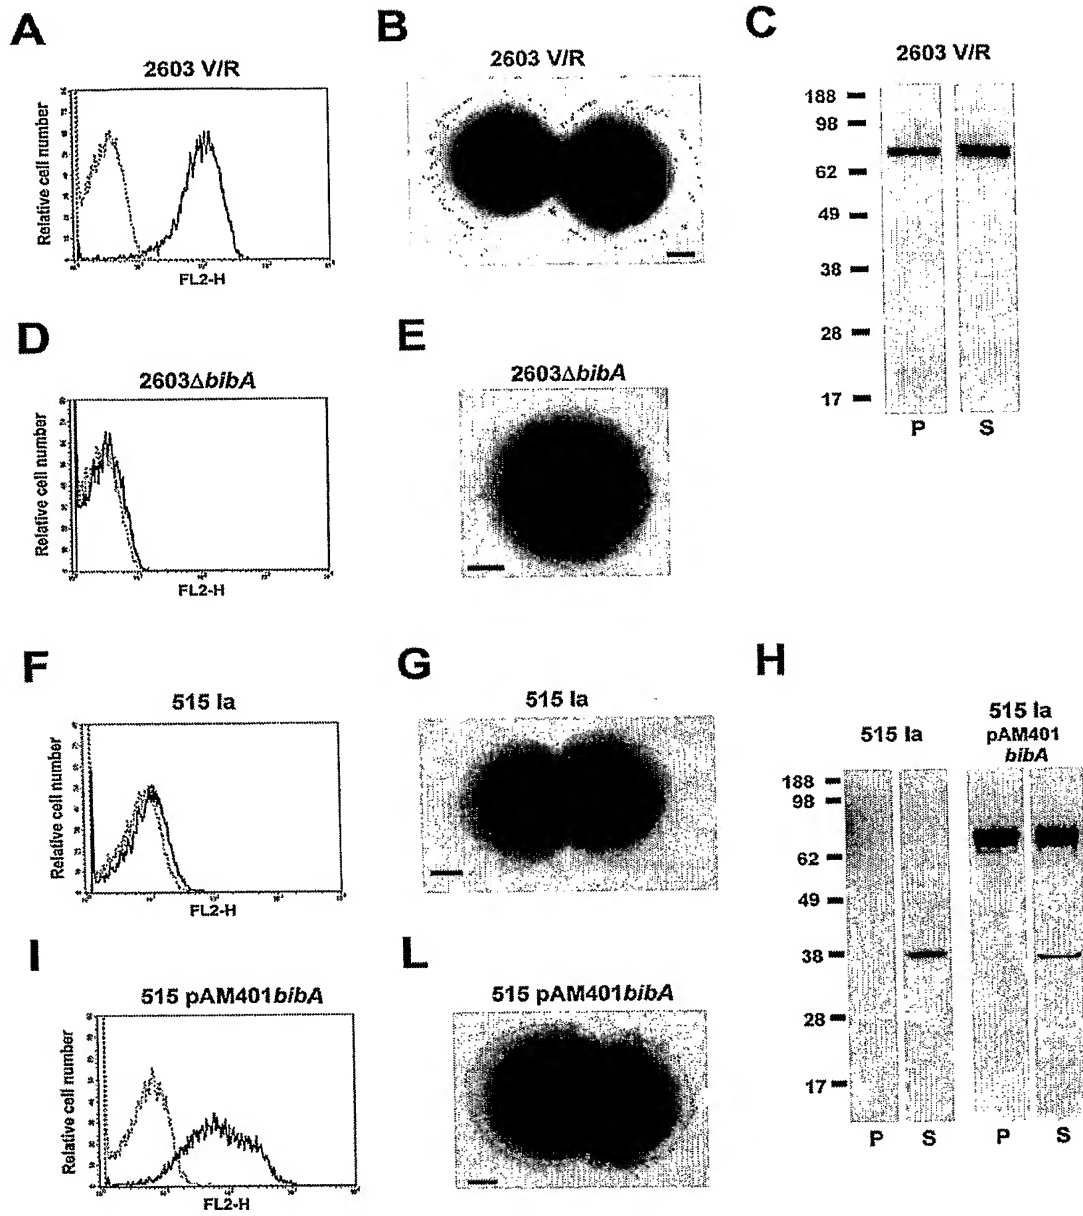 A
2603 V/R
Relative cell number
FL2-H
B
2603 V/R
C
2603 V/R
188
98
62
49
38
28
17
P S
D
2603ΔbibA
Relative cell number
FL2-H
E
2603ΔbibA
F
515 Ia
Relative cell number
FL2-H
G
515 Ia
H
515 Ia
515 Ia
pAM401
bibA
188
98
62
49
38
28
17
P S P S
I
515 pAM401bibA
Relative cell number
FL2-H
L
515 pAM401bibA